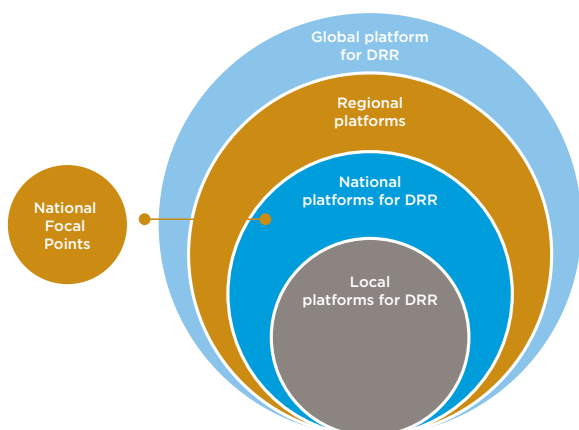 Global platform
for DRR
Regional
platforms
National
platforms for DRR
National
Focal
Points
Local
platforms for DRR